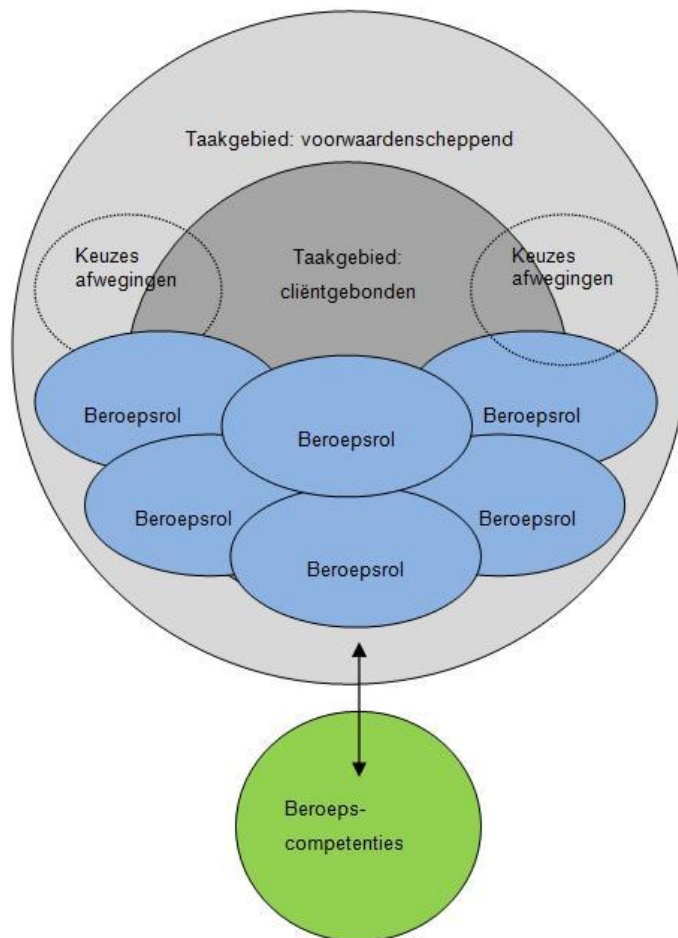 Taakgebied: voorwaardenscheppend
Keuzes
afwegingen
Taakgebied:
cliëntgebonden
Keuzes
afwegingen
Beroepsrol
Beroepsrol
Beroepsrol
Beroepsrol
Beroepsrol
Beroepsrol
Beroeps-
competenties